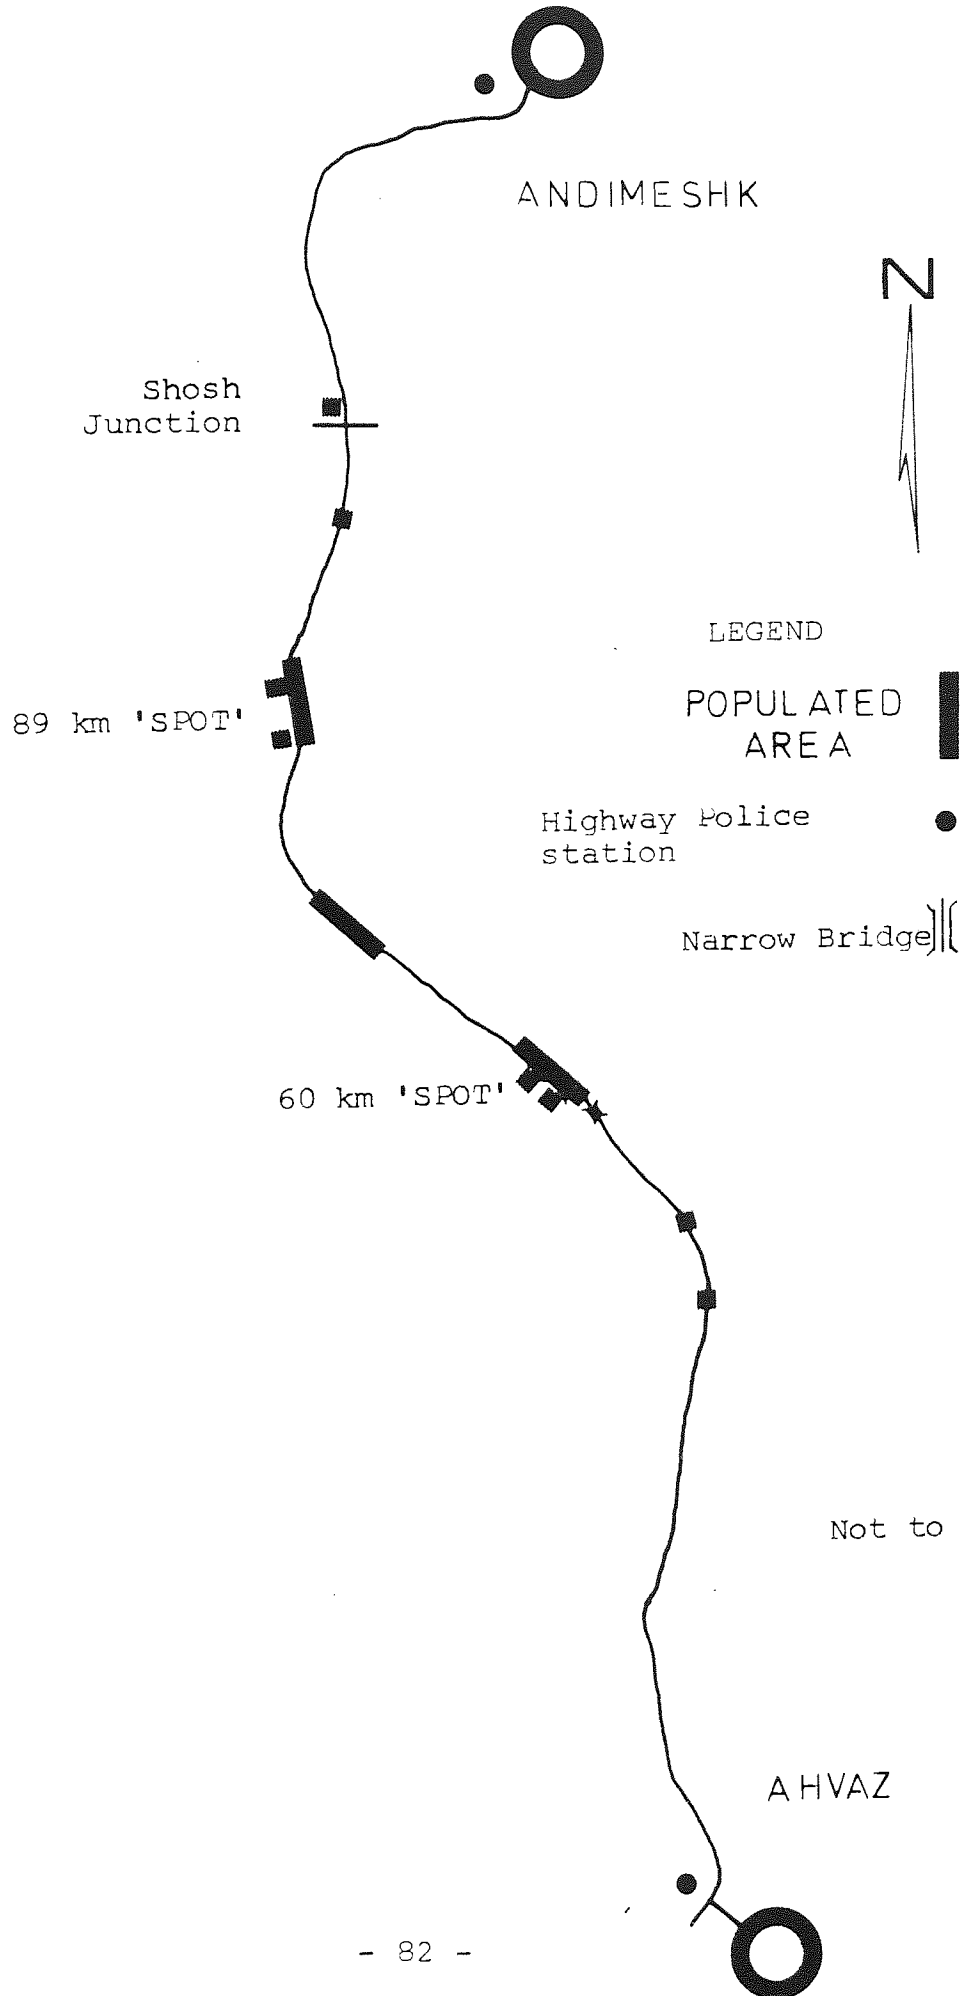 ANDIMESHK
N
Shosh
Junction
LEGEND
POPULATED
AREA
89 km 'SPOT'
Highway Police
station
Narrow Bridge
60 km 'SPOT'
Not to
AHVAZ
- 82 -